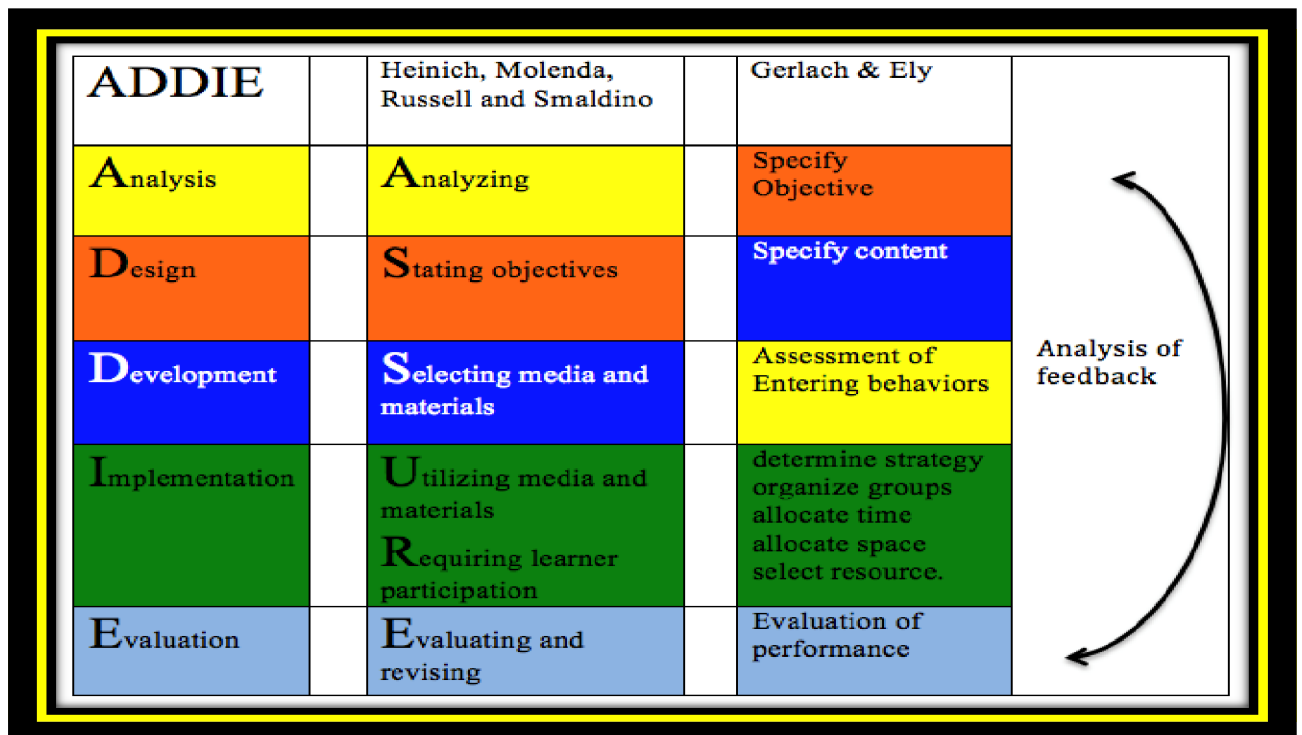 ADDIE
Heinich, Molenda,
Russell and Smaldino
Gerlach & Ely
Analysis
Analyzing
Specify
Objective
Design
Stating objectives
Specify content
Development
Selecting media and
materials
Assessment of
Entering behaviors
Analysis of
feedback
Implementation
Utilizing media and
materials
Requiring learner
participation
determine strategy
organize groups
allocate time
allocate space
select resource.
Evaluation
Evaluating and
revising
Evaluation of
performance